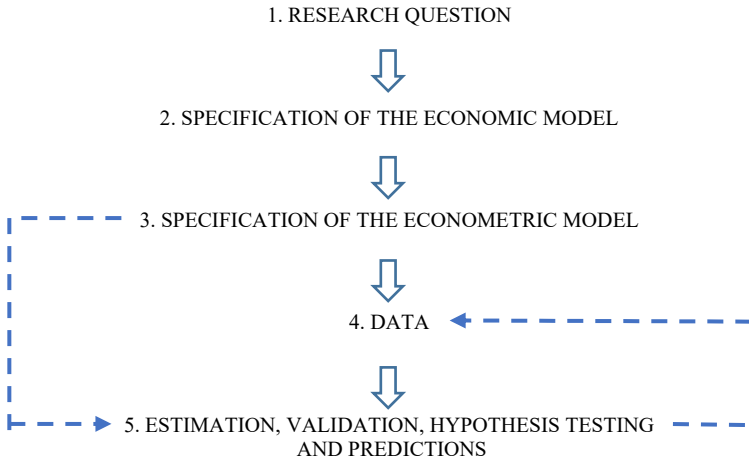 1. RESEARCH QUESTION
2. SPECIFICATION OF THE ECONOMIC MODEL
3. SPECIFICATION OF THE ECONOMETRIC MODEL
4. DATA
5. ESTIMATION, VALIDATION, HYPOTHESIS TESTING
AND PREDICTIONS